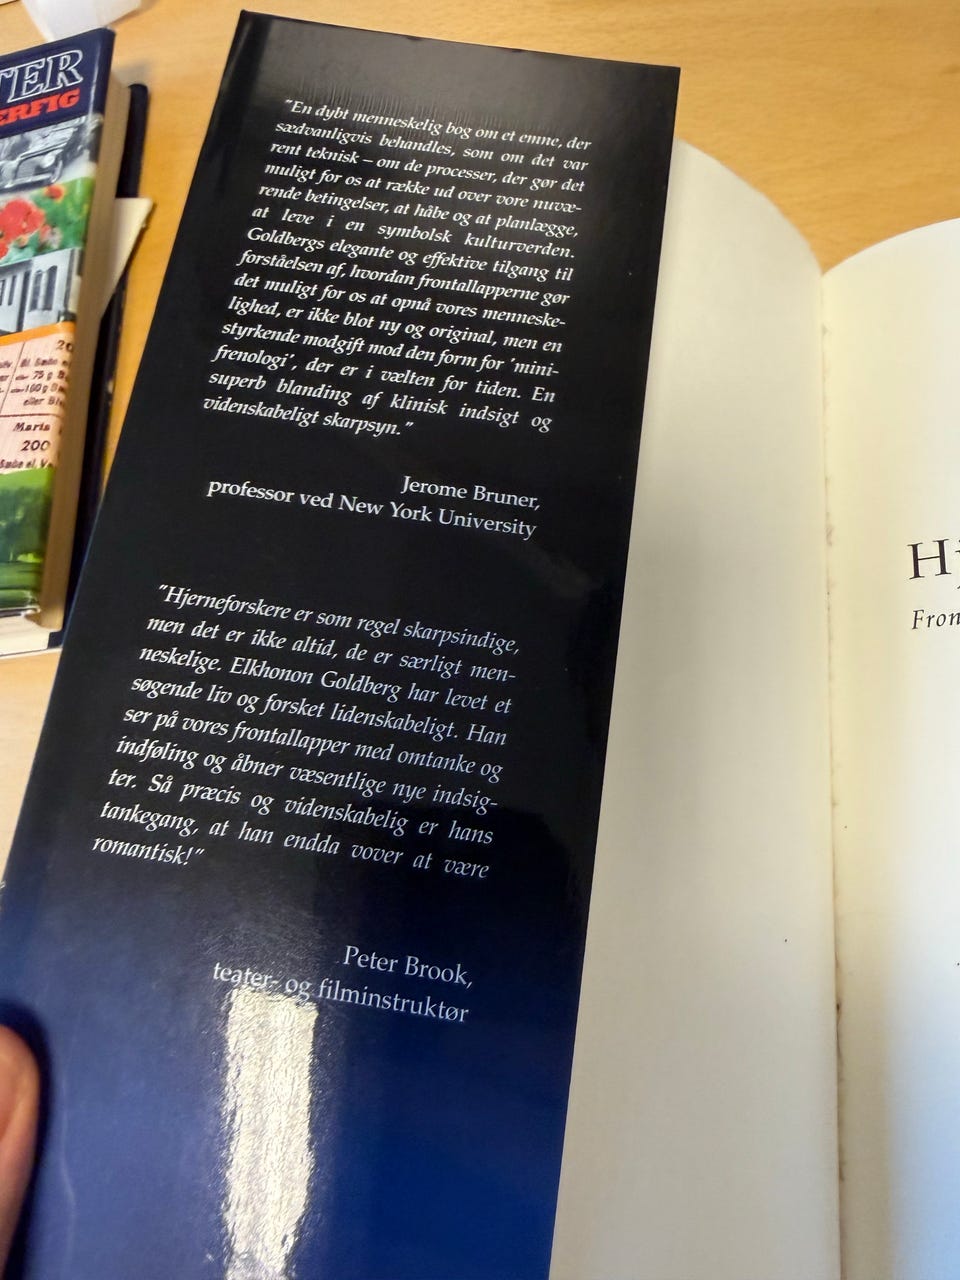 TER
ERFIG
20
75 g
100 g
eller
Maria
200
"En dybt menneskelig bog om et emne, der
sædvanligvis behandles, som om det var
rent teknisk – om de processer, der gør det
muligt for os at række ud over vore nuvæ-
rende betingelser, at håbe og at planlægge,
at leve i en symbolsk kulturverden.
Goldbergs elegante og effektive tilgang til
forståelsen af, hvordan frontallapperne gør
det muligt for os at opnå vores menneske-
lighed, er ikke blot ny og original, men en
styrkende modgift mod den form for 'mini-
frenologi', der er i vælten for tiden. En
superb blanding af klinisk indsigt og
videnskabeligt skarpsyn."
Jerome Bruner,
professor ved New York University
"Hjerneforskere er som regel skarpsindige,
men det er ikke altid, de er særligt men-
neskelige. Elkhonon Goldberg har levet et
søgende liv og forsket lidenskabeligt. Han
ser på vores frontallapper med omtanke og
indføling og åbner væsentlige nye indsig-
ter. Så præcis og videnskabelig er hans
tankegang, at han endda vover at være
romantisk!"
Peter Brook,
teater- og filminstruktør
Hj
Fron